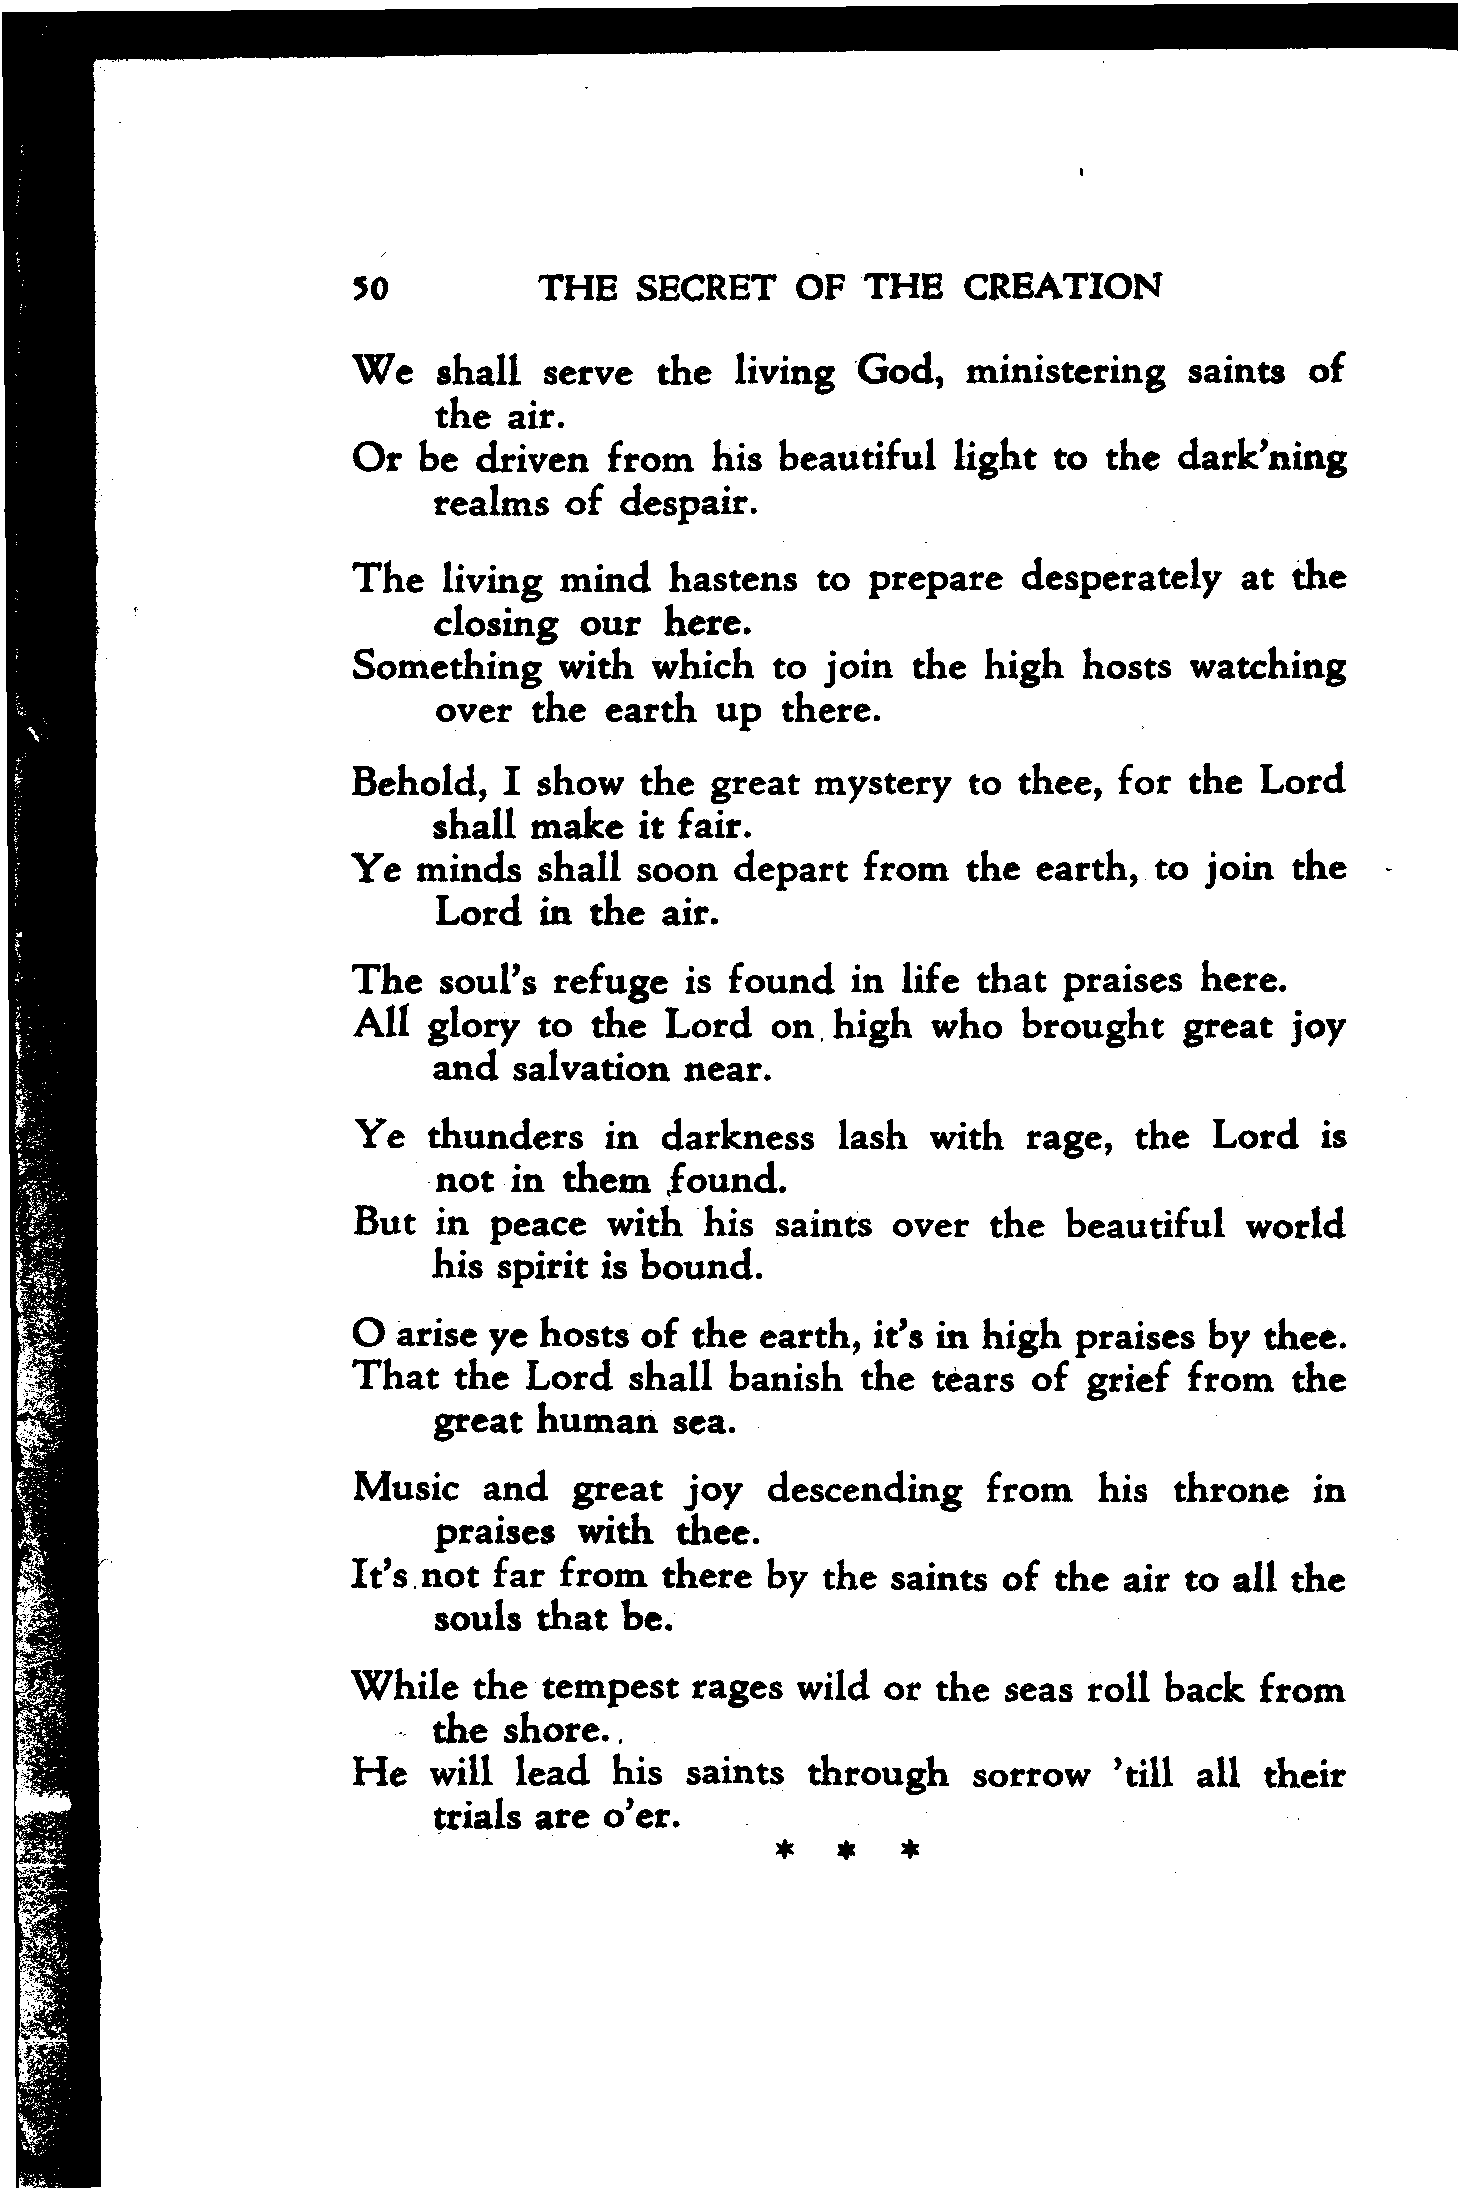 50 THE SECRET OF THE CREATION
We shall serve the living God, ministering saints of
the air.
Or be driven from his beautiful light to the dark'ning
realms of despair.
The living mind hastens to prepare desperately at the
closing our here.
Something with which to join the high hosts watching
over the earth up there.
Behold, I show the great mystery to thee, for the Lord
shall make it fair.
Ye minds shall soon depart from the earth, to join the
Lord in the air.
The soul's refuge is found in life that praises here.
All glory to the Lord on high who brought great joy
and salvation near.
Ye thunders in darkness lash with rage, the Lord is
not in them found.
But in peace with his saints over the beautiful world
his spirit is bound.
O arise ye hosts of the earth, it's in high praises by thee.
That the Lord shall banish the tears of grief from the
great human sea.
Music and great joy descending from his throne in
praises with thee.
It's not far from there by the saints of the air to all the
souls that be.
While the tempest rages wild or the seas roll back from
the shore.
He will lead his saints through sorrow 'till all their
trials are o'er.
* * *